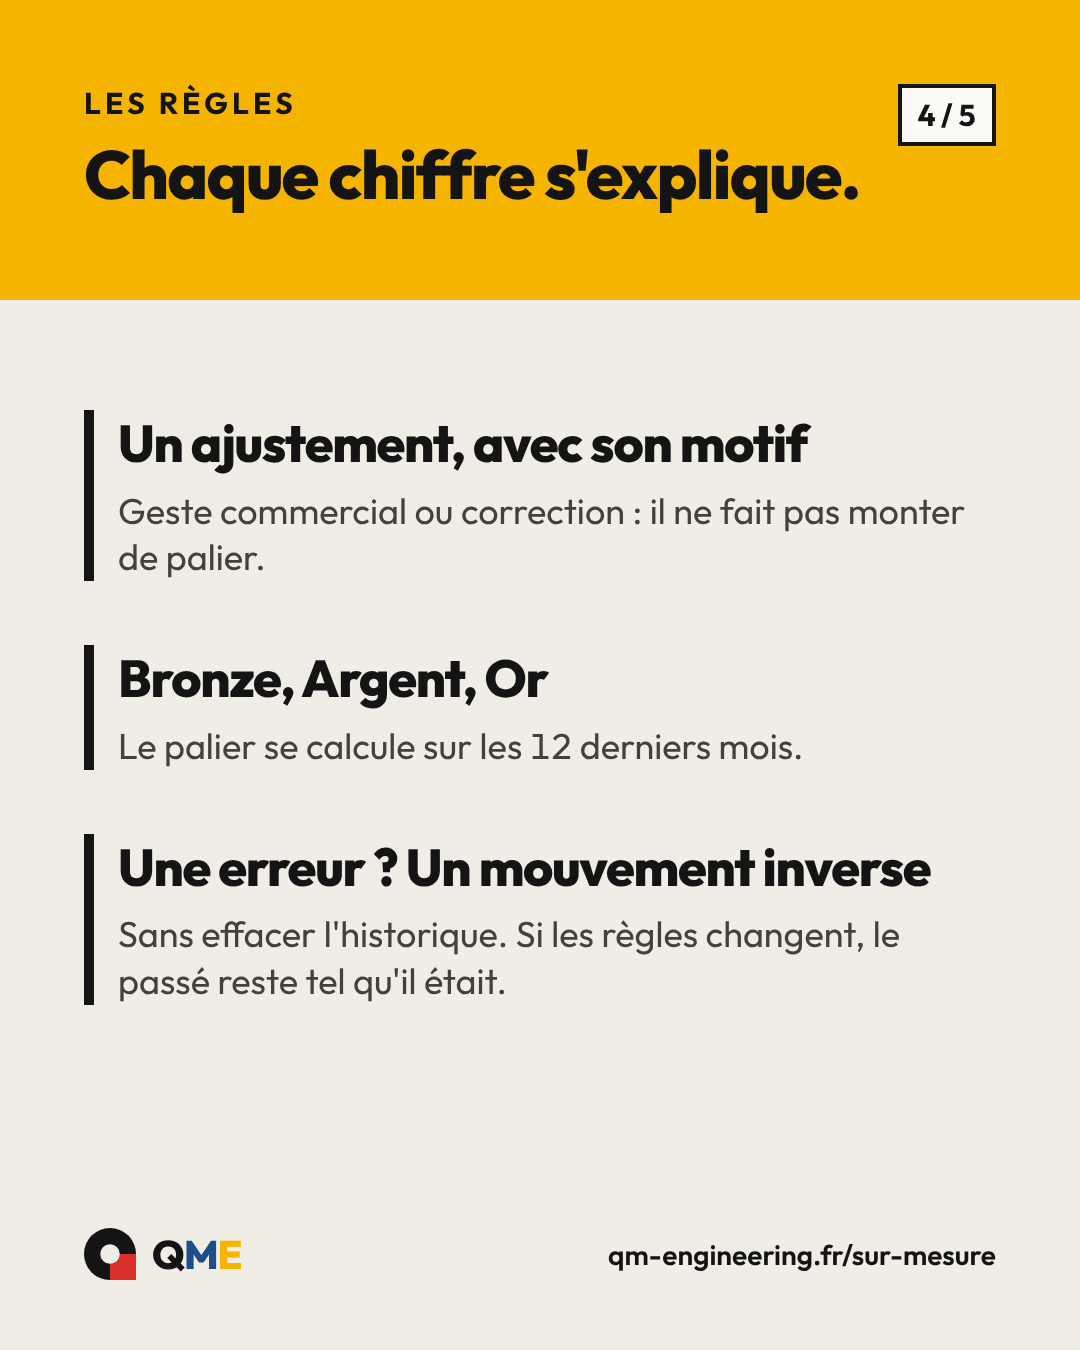 LES RÈGLES
4/5
Chaque chiffre s'explique.
Un ajustement, avec son motif
Geste commercial ou correction : il ne fait pas monter
de palier.
Bronze, Argent, Or
Le palier se calcule sur les 12 derniers mois.
Une erreur ? Un mouvement inverse
Sans effacer l'historique. Si les règles changent, le
passé reste tel qu'il était.
QME
qm-engineering.fr/sur-mesure